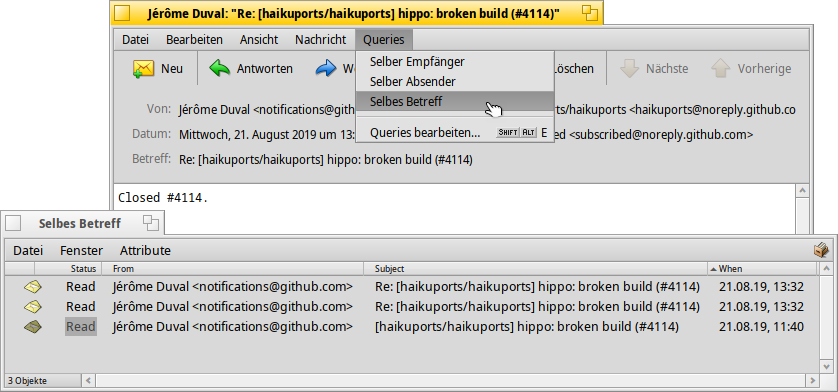 Jérôme Duval: "Re: [haikuports/haikuports] hippo: broken build (#4114)"
Datei Bearbeiten Ansicht Nachricht Queries
Neu Antworten Löschen Nächste Vorherige
Selber Empfänger
Selber Absender
Selbes Betreff
Queries bearbeiten... SHIFT ALT E
Von: Jérôme Duval <notifications@gith ts/haikuports <haikuports@noreply.github.co
Datum: Mittwoch, 21. August 2019 um 13: ed <subscribed@noreply.github.com>
Betreff: Re: [haikuports/haikuports] hippo: broken build (#4114)
Closed #4114.
Selbes Betreff
Datei Fenster Attribute
Status From Subject When
Read Jérôme Duval <notifications@github.com> Re: [haikuports/haikuports] hippo: broken build (#4114) 21.08.19, 13:32
Read Jérôme Duval <notifications@github.com> Re: [haikuports/haikuports] hippo: broken build (#4114) 21.08.19, 13:32
Read Jérôme Duval <notifications@github.com> [haikuports/haikuports] hippo: broken build (#4114) 21.08.19, 11:40
3 Objekte